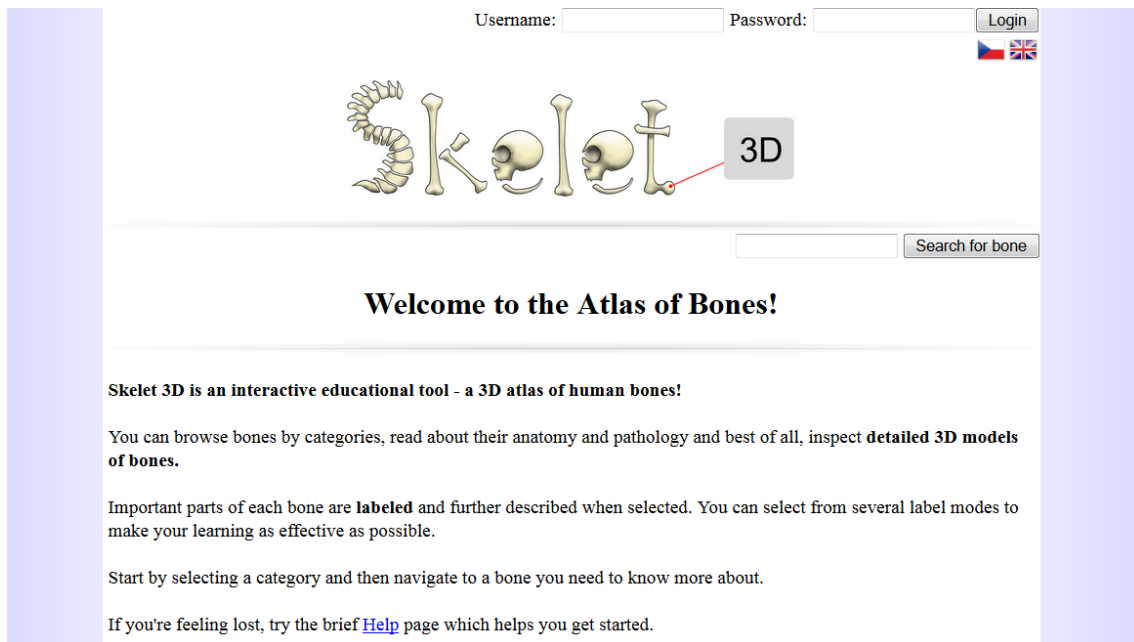 Username: Password: Login
Skelet
3D
Search for bone
Welcome to the Atlas of Bones!
Skelet 3D is an interactive educational tool - a 3D atlas of human bones!
You can browse bones by categories, read about their anatomy and pathology and best of all, inspect detailed 3D models
of bones.
Important parts of each bone are labeled and further described when selected. You can select from several label modes to
make your learning as effective as possible.
Start by selecting a category and then navigate to a bone you need to know more about.
If you're feeling lost, try the brief Help page which helps you get started.